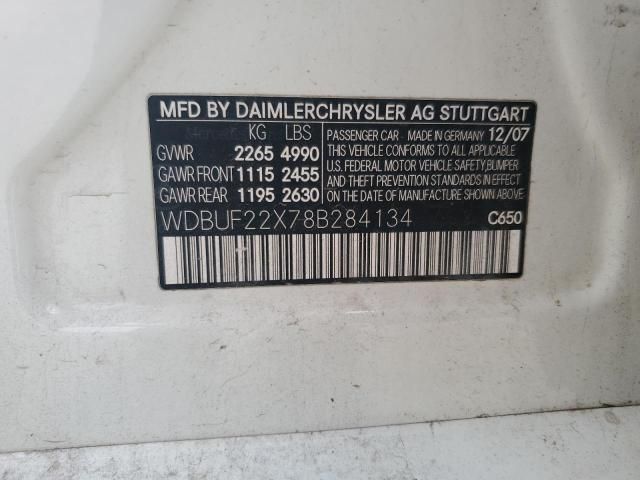 MFD BY DAIMLERCHRYSLER AG STUTTGART
KG LBS
GVWR 2265 4990
GAWR FRONT 1115 2455
GAWR REAR 1195 2630
PASSENGER CAR - MADE IN GERMANY 12/07
THIS VEHICLE CONFORMS TO ALL APPLICABLE
U.S. FEDERAL MOTOR VEHICLE SAFETY, BUMPER
AND THEFT PREVENTION STANDARDS IN EFFECT
ON THE DATE OF MANUFACTURE SHOWN ABOVE.
WDBUF22X78B284134 C650